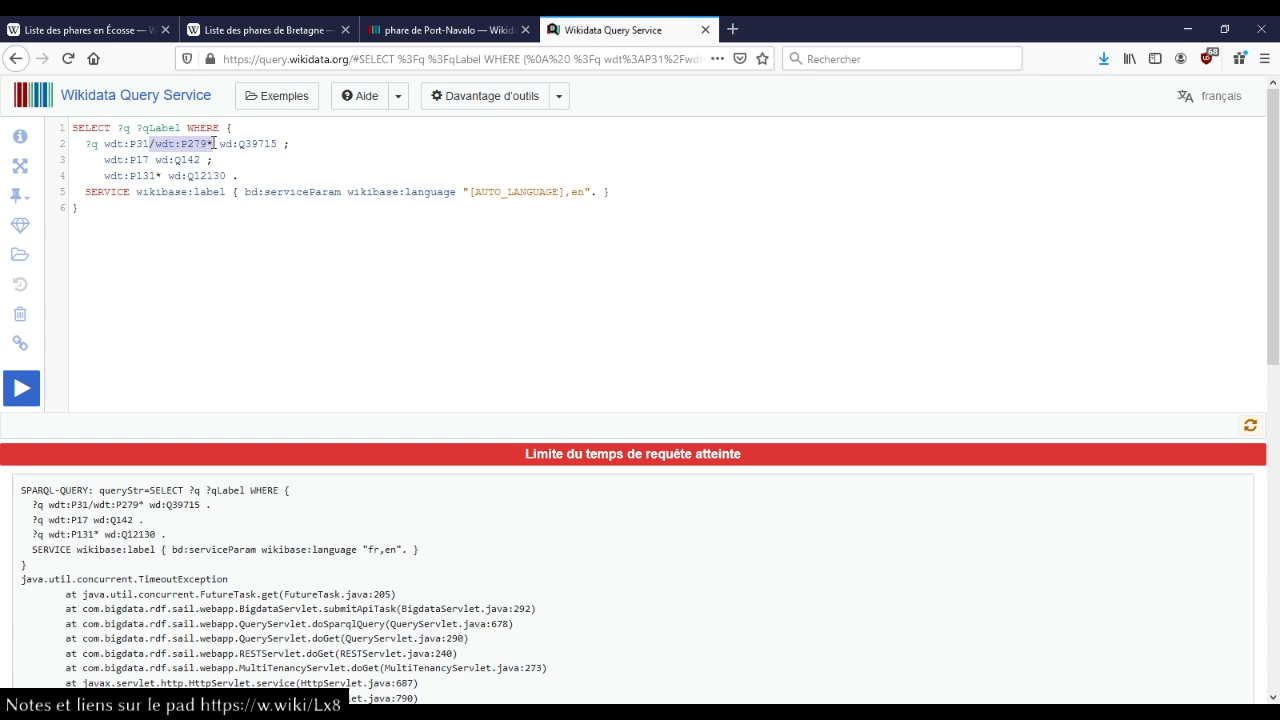 Liste des phares en Écosse — W
Liste des phares de Bretagne —
phare de Port-Navalo — Wikid
Wikidata Query Service
https://query.wikidata.org/#SELECT %3Fq %3FqLabel WHERE {%0A%20 %3Fq wdt%3AP31%2Fwd
Rechercher
68
Wikidata Query Service
Exemples
Aide
Davantage d'outils
français
1 SELECT ?q ?qLabel WHERE {
2 ?q wdt:P31/wdt:P279* wd:Q39715 ;
3 wdt:P17 wd:Q142 ;
4 wdt:P131* wd:Q12130 .
5 SERVICE wikibase:label { bd:serviceParam wikibase:language "[AUTO_LANGUAGE],en". }
6 }
Limite du temps de requête atteinte
SPARQL-QUERY: queryStr=SELECT ?q ?qLabel WHERE {
?q wdt:P31/wdt:P279* wd:Q39715 .
?q wdt:P17 wd:Q142 .
?q wdt:P131* wd:Q12130 .
SERVICE wikibase:label { bd:serviceParam wikibase:language "fr,en". }
}
java.util.concurrent.TimeoutException
at java.util.concurrent.FutureTask.get(FutureTask.java:205)
at com.bigdata.rdf.sail.webapp.BigdataServlet.submitApiTask(BigdataServlet.java:292)
at com.bigdata.rdf.sail.webapp.QueryServlet.doSparqlQuery(QueryServlet.java:678)
at com.bigdata.rdf.sail.webapp.QueryServlet.doGet(QueryServlet.java:290)
at com.bigdata.rdf.sail.webapp.RESTServlet.doGet(RESTServlet.java:240)
at com.bigdata.rdf.sail.webapp.MultiTenancyServlet.doGet(MultiTenancyServlet.java:273)
at javax.servlet.http.HttpServlet.service(HttpServlet.java:687)
let.java:790)
Notes et liens sur le pad https://w.wiki/Lx8